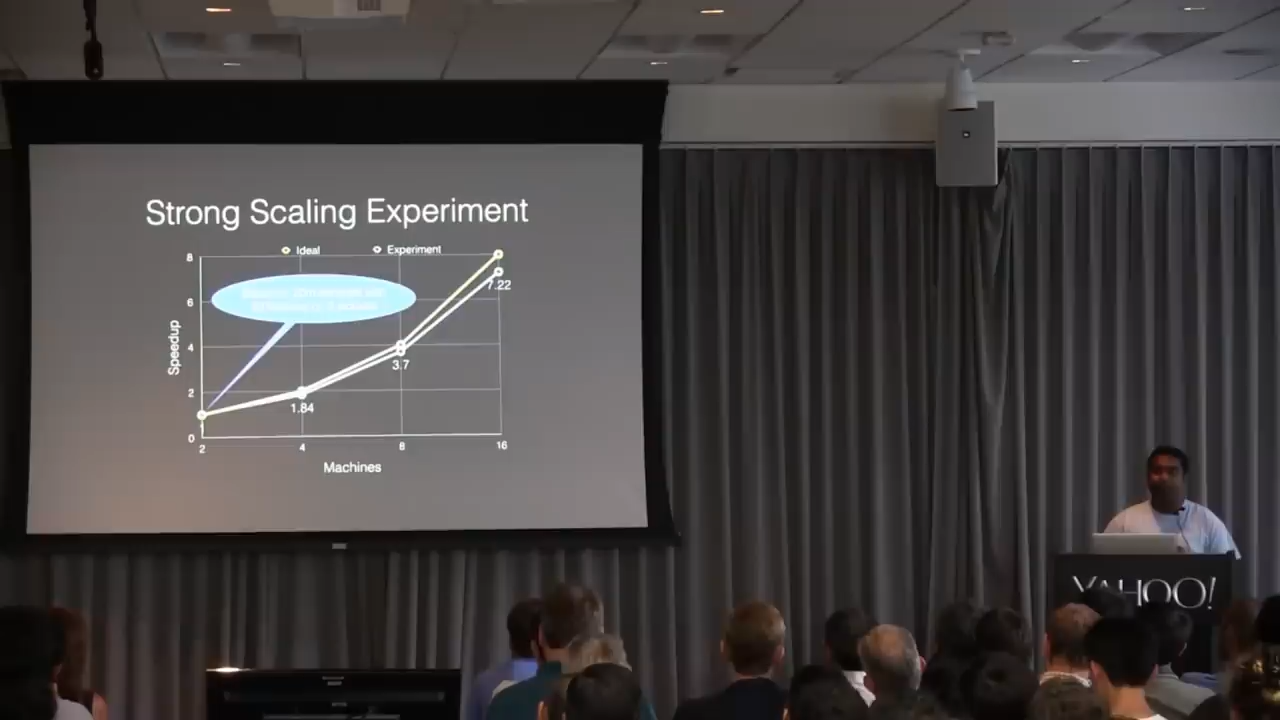 Strong Scaling Experiment
Ideal
Experiment
8
6
4
2
0
Speedup
1
1.84
3.7
7.22
2
4
8
16
Machines
YAHOO!